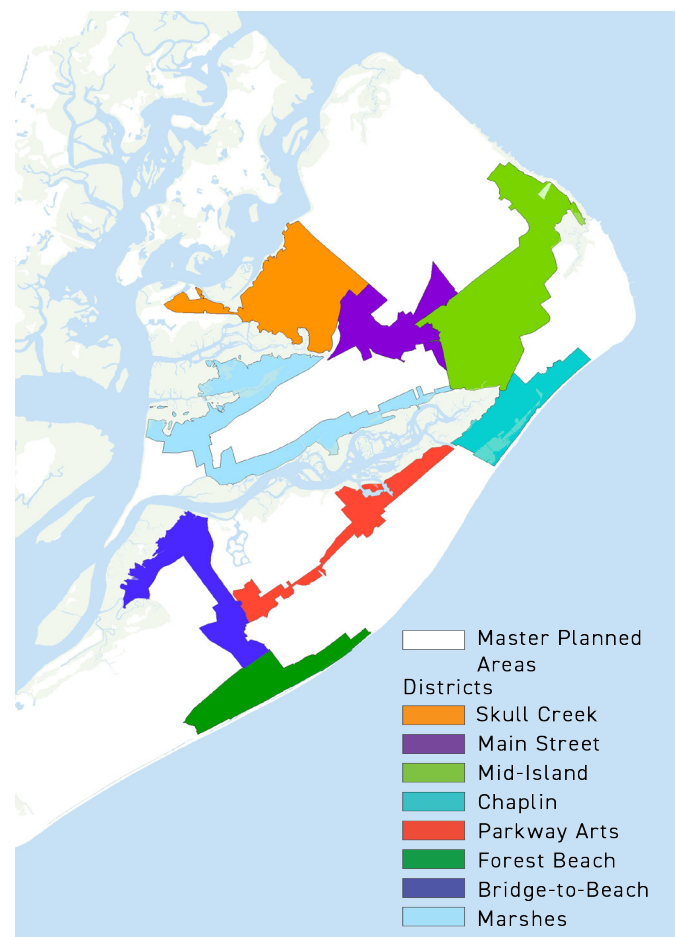 Master Planned
Areas
Districts
Skull Creek
Main Street
Mid-Island
Chaplin
Parkway Arts
Forest Beach
Bridge-to-Beach
Marshes